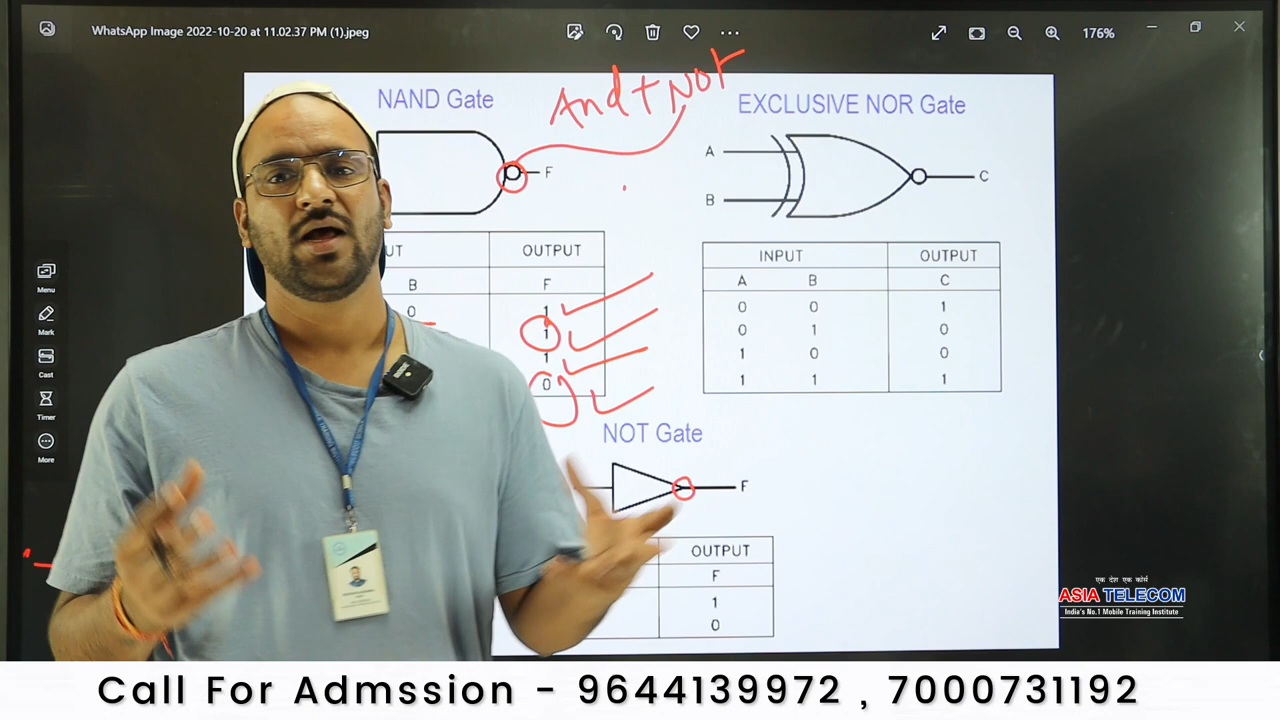 WhatsApp Image 2022-10-20 at 11.02.37 PM (1).jpeg
176%
And + NOT
NAND Gate
EXCLUSIVE NOR Gate
F
A
B
C
UT OUTPUT
B F
0 1
1
1
0
INPUT OUTPUT
A B C
0 0 1
0 1 0
1 0 0
1 1 1
Menu
Mark
Cast
Timer
More
NOT Gate
F
OUTPUT
F
1
0
एक देश एक कोर्स
ASIA TELECOM
India's No.1 Mobile Training Institute
Call For Admssion - 9644139972 , 7000731192